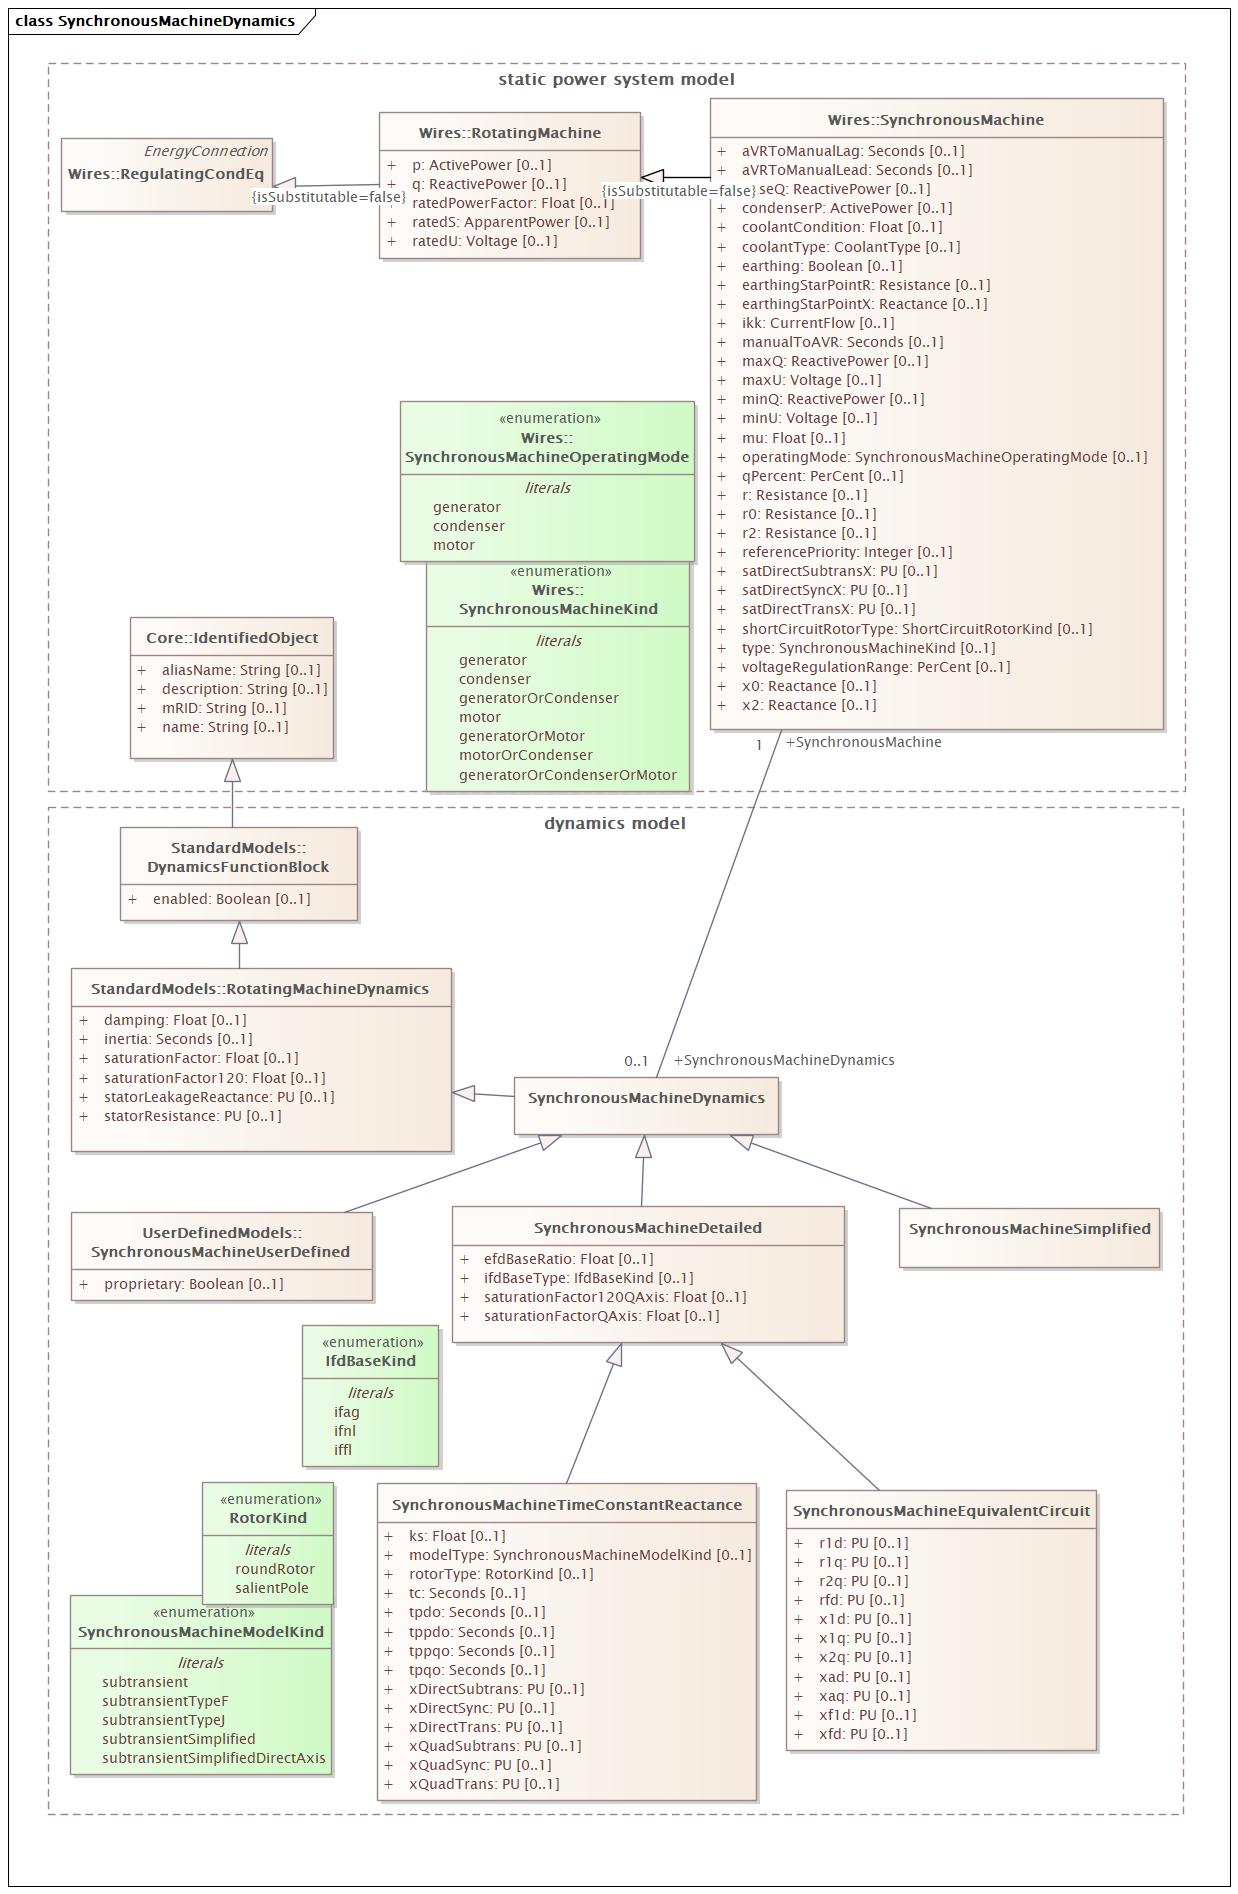 class SynchronousMachineDynamics
static power system model
EnergyConnection
Wires::RegulatingCondEq
{isSubstitutable=false}
Wires::RotatingMachine
+ p: ActivePower [0..1]
+ q: ReactivePower [0..1]
+ ratedPowerFactor: Float [0..1]
+ ratedS: ApparentPower [0..1]
+ ratedU: Voltage [0..1]
{isSubstitutable=false}
Wires::SynchronousMachine
+ aVRToManualLag: Seconds [0..1]
+ aVRToManualLead: Seconds [0..1]
ReactivePower [0..1]
+ condenserP: ActivePower [0..1]
+ coolantCondition: Float [0..1]
+ coolantType: CoolantType [0..1]
+ earthing: Boolean [0..1]
+ earthingStarPointR: Resistance [0..1]
+ earthingStarPointX: Reactance [0..1]
+ ikk: CurrentFlow [0..1]
+ manualToAVR: Seconds [0..1]
+ maxQ: ReactivePower [0..1]
+ maxU: Voltage [0..1]
+ minQ: ReactivePower [0..1]
+ minU: Voltage [0..1]
+ mu: Float [0..1]
+ operatingMode: SynchronousMachineOperatingMode [0..1]
+ qPercent: PerCent [0..1]
+ r: Resistance [0..1]
+ r0: Resistance [0..1]
+ r2: Resistance [0..1]
+ referencePriority: Integer [0..1]
+ satDirectSubtransX: PU [0..1]
+ satDirectSyncX: PU [0..1]
+ satDirectTransX: PU [0..1]
+ shortCircuitRotorType: ShortCircuitRotorKind [0..1]
+ type: SynchronousMachineKind [0..1]
+ voltageRegulationRange: PerCent [0..1]
+ x0: Reactance [0..1]
+ x2: Reactance [0..1]
«enumeration»
Wires::
SynchronousMachineOperatingMode
literals
generator
condenser
motor
«enumeration»
Wires::
SynchronousMachineKind
literals
generator
condenser
generatorOrCondenser
motor
generatorOrMotor
motorOrCondenser
generatorOrCondenserOrMotor
Core::IdentifiedObject
+ aliasName: String [0..1]
+ description: String [0..1]
+ mRID: String [0..1]
+ name: String [0..1]
1 +SynchronousMachine
dynamics model
StandardModels::
DynamicsFunctionBlock
+ enabled: Boolean [0..1]
StandardModels::RotatingMachineDynamics
+ damping: Float [0..1]
+ inertia: Seconds [0..1]
+ saturationFactor: Float [0..1]
+ saturationFactor120: Float [0..1]
+ statorLeakageReactance: PU [0..1]
+ statorResistance: PU [0..1]
0..1 +SynchronousMachineDynamics
SynchronousMachineDynamics
UserDefinedModels::
SynchronousMachineUserDefined
+ proprietary: Boolean [0..1]
SynchronousMachineDetailed
+ efdBaseRatio: Float [0..1]
+ ifdBaseType: IfdBaseKind [0..1]
+ saturationFactor120QAxis: Float [0..1]
+ saturationFactorQAxis: Float [0..1]
SynchronousMachineSimplified
«enumeration»
IfdBaseKind
literals
ifag
ifnl
iffl
«enumeration»
RotorKind
literals
roundRotor
salientPole
«enumeration»
SynchronousMachineModelKind
literals
subtransient
subtransientTypeF
subtransientTypeJ
subtransientSimplified
subtransientSimplifiedDirectAxis
SynchronousMachineTimeConstantReactance
+ ks: Float [0..1]
+ modelType: SynchronousMachineModelKind [0..1]
+ rotorType: RotorKind [0..1]
+ tc: Seconds [0..1]
+ tpdo: Seconds [0..1]
+ tppdo: Seconds [0..1]
+ tppqo: Seconds [0..1]
+ tpqo: Seconds [0..1]
+ xDirectSubtrans: PU [0..1]
+ xDirectSync: PU [0..1]
+ xDirectTrans: PU [0..1]
+ xQuadSubtrans: PU [0..1]
+ xQuadSync: PU [0..1]
+ xQuadTrans: PU [0..1]
SynchronousMachineEquivalentCircuit
+ r1d: PU [0..1]
+ r1q: PU [0..1]
+ r2q: PU [0..1]
+ rfd: PU [0..1]
+ x1d: PU [0..1]
+ x1q: PU [0..1]
+ x2q: PU [0..1]
+ xad: PU [0..1]
+ xaq: PU [0..1]
+ xf1d: PU [0..1]
+ xfd: PU [0..1]